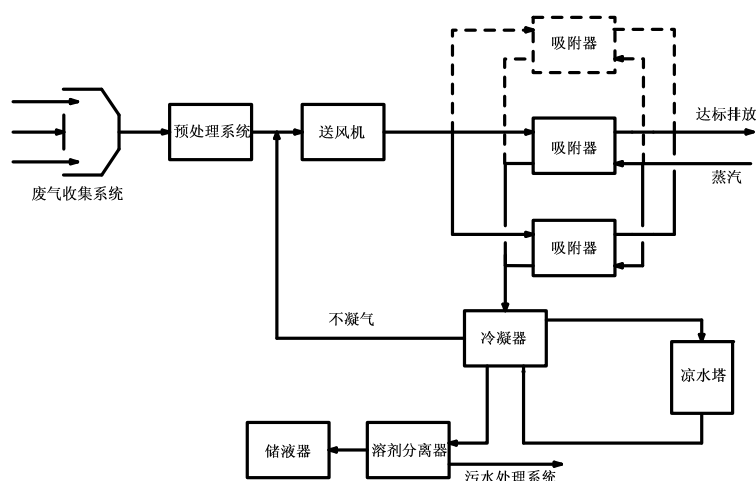 吸附器
达标排放
预处理系统
送风机
吸附器
蒸汽
废气收集系统
吸附器
不凝气
冷凝器
凉水塔
储液器
溶剂分离器
污水处理系统